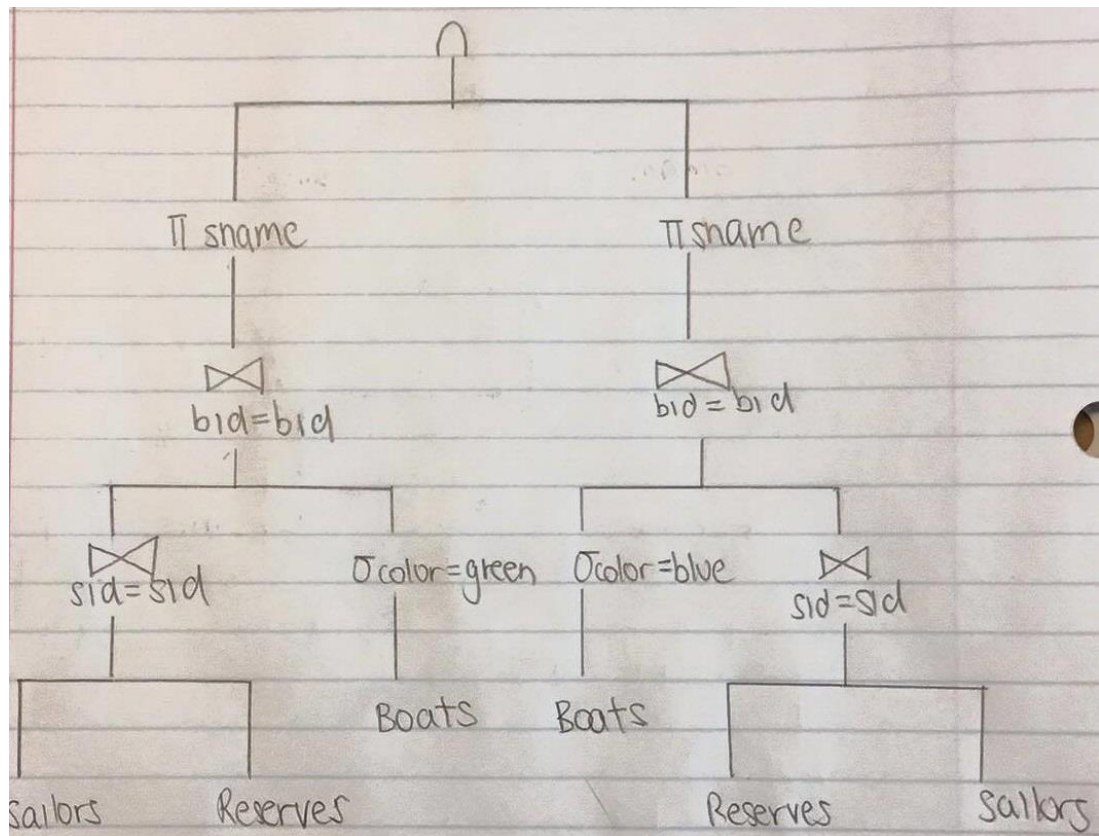 ∩
π sname π sname
⋈ ⋈
bid=bid bid=bid
⋈ σcolor=green σcolor=blue ⋈
sid=sid sid=sid
Boats Boats
Sailors Reserves Reserves Sailors